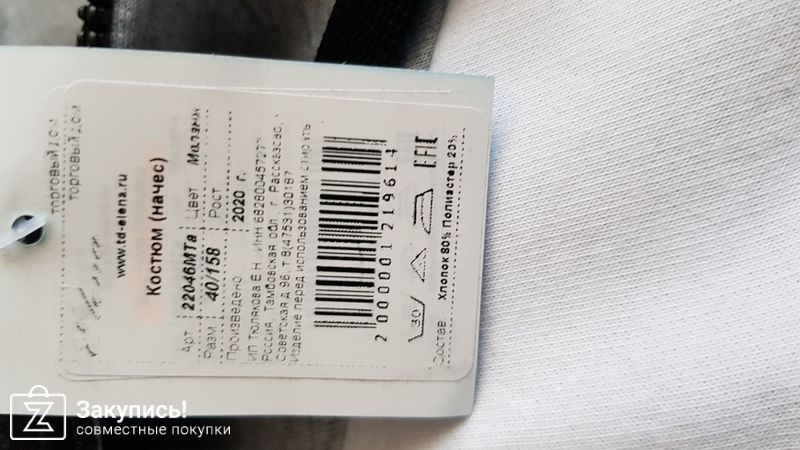 торговый дом
торговый дом
www.td-elena.ru
Костюм (начес)
Арт. 22046МТа Цвет
Разм. 40/158 Рост
Произведено: 2020 г.
ИП Тюлякова Е.Н. ИНН
Россия, Тамбовская обл., г. Рассказово,
Советская д.96, т.8(47531)30187
Изделие перед использованием стирать
2 000001 219614
30
EAC
Состав: Хлопок 80% Полиэстер 20%
Закупись!
совместные покупки